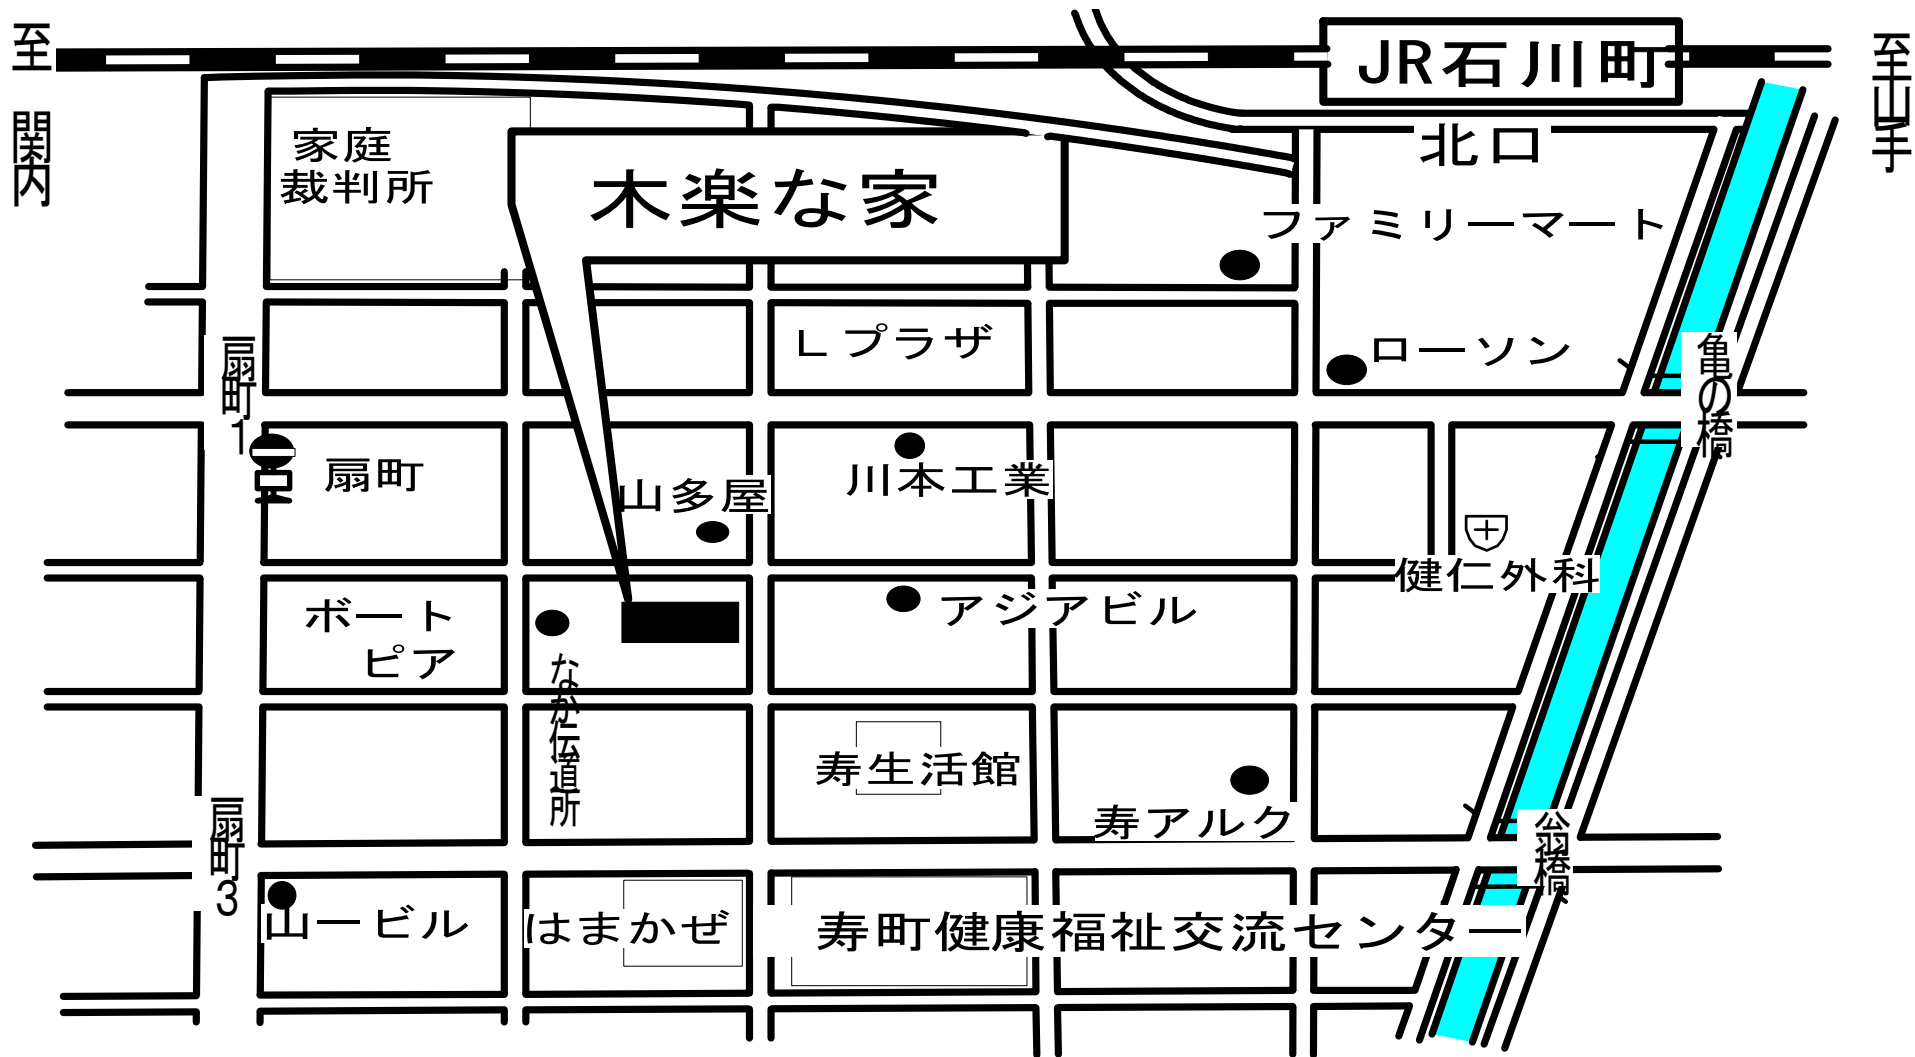 至 関内
JR石川町
至山手
家庭
裁判所
木楽な家
北口
ファミリーマート
Lプラザ
ローソン
亀の橋
扇町1
扇町
山多屋
川本工業
健仁外科
ボート
ピア
アジアビル
なか伝道所
寿生活館
寿アルク
翁橋
扇町3
山一ビル
はまかぜ
寿町健康福祉交流センター